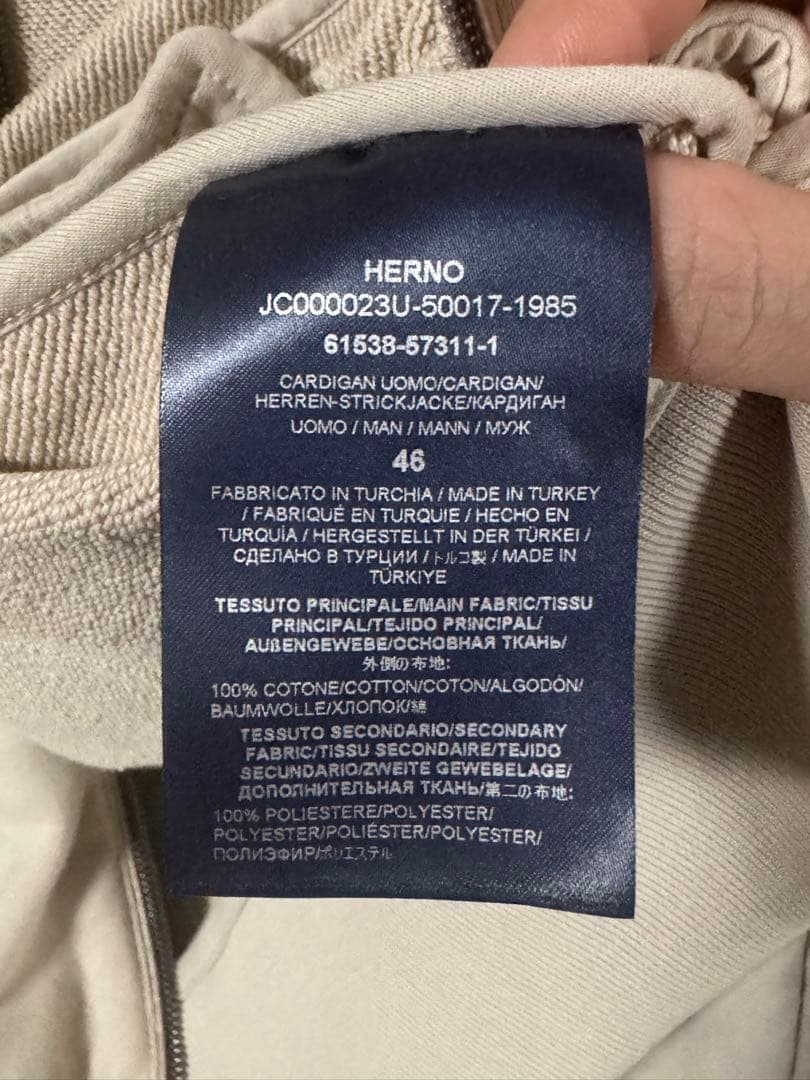 HERNO
JC000023U-50017-1985
61538-57311-1
CARDIGAN UOMO/CARDIGAN/
HERREN-STRICKJACKE/КАРДИГАН
UOMO / MAN / MANN / МУЖ
46
FABBRICATO IN TURCHIA / MADE IN TURKEY
/ FABRIQUÉ EN TURQUIE / HECHO EN
TURQUÍA / HERGESTELLT IN DER TÜRKEI /
СДЕЛАНО В ТУРЦИИ / トルコ製 / MADE IN
TÜRKIYE
TESSUTO PRINCIPALE/MAIN FABRIC/TISSU
PRINCIPAL/TEJIDO PRINCIPAL/
AUßENGEWEBE/ОСНОВНАЯ ТКАНЬ/
外側の布地:
100% COTONE/COTTON/COTON/ALGODÓN/
BAUMWOLLE/ХЛОПОК/綿
TESSUTO SECONDARIO/SECONDARY
FABRIC/TISSU SECONDAIRE/TEJIDO
SECUNDARIO/ZWEITE GEWEBELAGE/
ДОПОЛНИТЕЛЬНАЯ ТКАНЬ/第二の布地:
100% POLIESTERE/POLYESTER/
POLYESTER/POLIÉSTER/POLYESTER/
ПОЛИЭФИР/ポリエステル